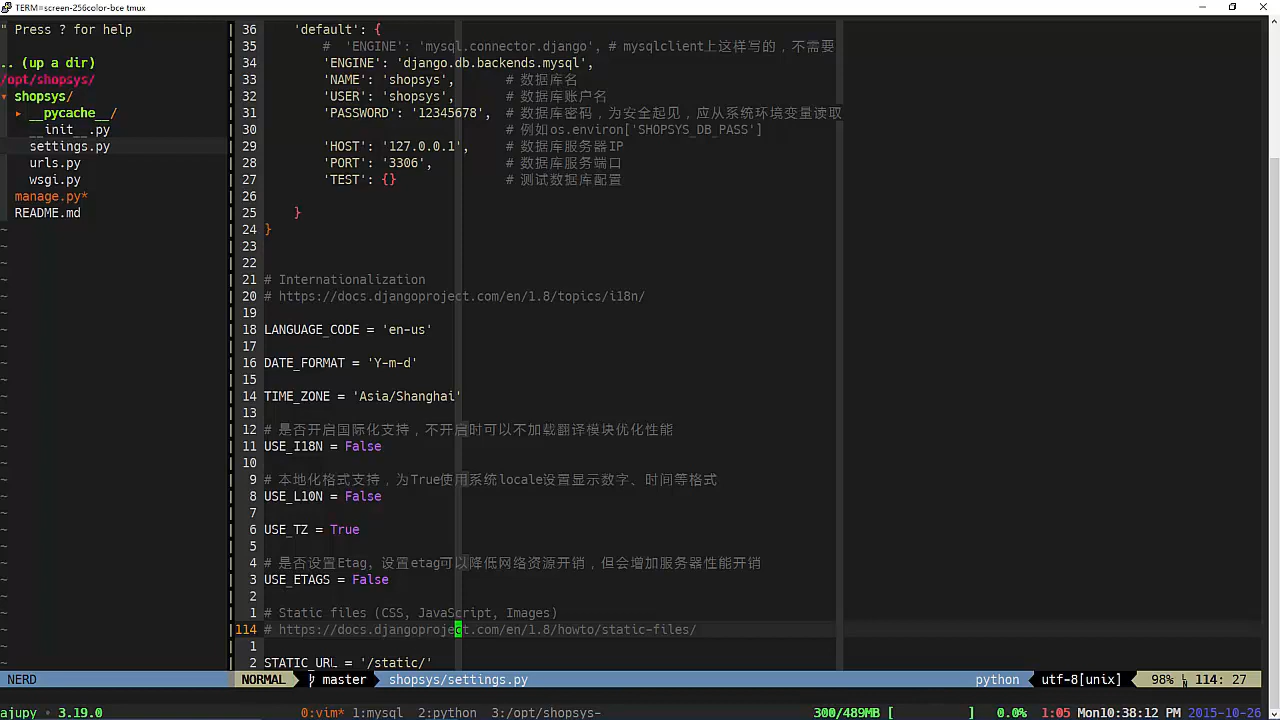 TERM=screen-256color-bce tmux
" Press ? for help
.. (up a dir)
/opt/shopsys/
▾ shopsys/
▸ __pycache__/
__init__.py
settings.py
urls.py
wsgi.py
manage.py*
README.md
36 'default': {
35 # 'ENGINE': 'mysql.connector.django', # mysqlclient上这样写的，不需要
34 'ENGINE': 'django.db.backends.mysql',
33 'NAME': 'shopsys', # 数据库名
32 'USER': 'shopsys', # 数据库账户名
31 'PASSWORD': '12345678', # 数据库密码，为安全起见，应从系统环境变量读取
30 # 例如os.environ['SHOPSYS_DB_PASS']
29 'HOST': '127.0.0.1', # 数据库服务器IP
28 'PORT': '3306', # 数据库服务端口
27 'TEST': {} # 测试数据库配置
26
25 }
24 }
23
22
21 # Internationalization
20 # https://docs.djangoproject.com/en/1.8/topics/i18n/
19
18 LANGUAGE_CODE = 'en-us'
17
16 DATE_FORMAT = 'Y-m-d'
15
14 TIME_ZONE = 'Asia/Shanghai'
13
12 # 是否开启国际化支持，不开启时可以不加载翻译模块优化性能
11 USE_I18N = False
10
9 # 本地化格式支持，为True使用系统locale设置显示数字、时间等格式
8 USE_L10N = False
7
6 USE_TZ = True
5
4 # 是否设置Etag, 设置etag可以降低网络资源开销，但会增加服务器性能开销
3 USE_ETAGS = False
2
1 # Static files (CSS, JavaScript, Images)
114 # https://docs.djangoproject.com/en/1.8/howto/static-files/
1
2 STATIC_URL = '/static/'
NERD NORMAL master shopsys/settings.py python utf-8[unix] 98% 114: 27
ajupy • 3.19.0 0:vim* 1:mysql 2:python 3:/opt/shopsys- 300/489MB [ ] 0.0% 1:05 Mon,10:38:12 PM 2015-10-26